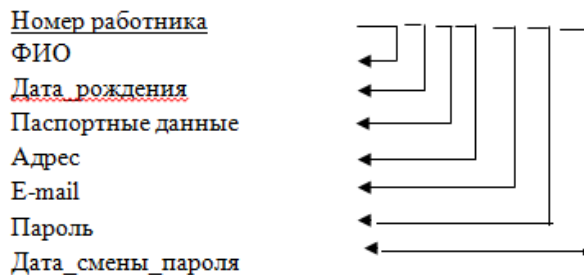 Номер работника
ФИО
Дата_рождения
Паспортные данные
Адрес
E-mail
Пароль
Дата_смены_пароля